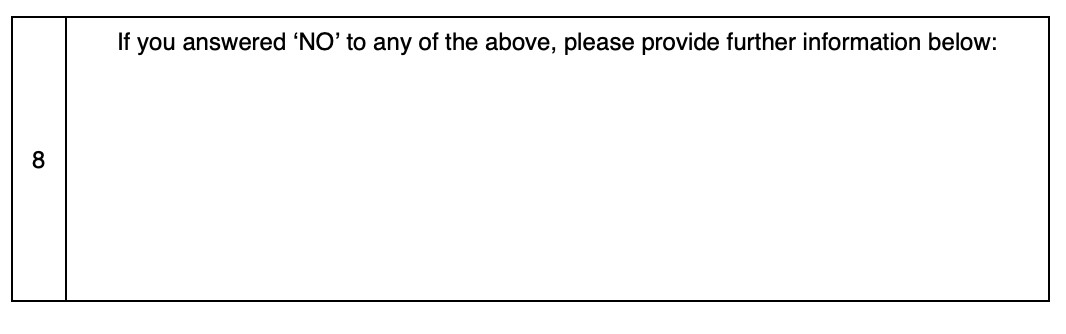 If you answered ‘NO’ to any of the above, please provide further information below:
8